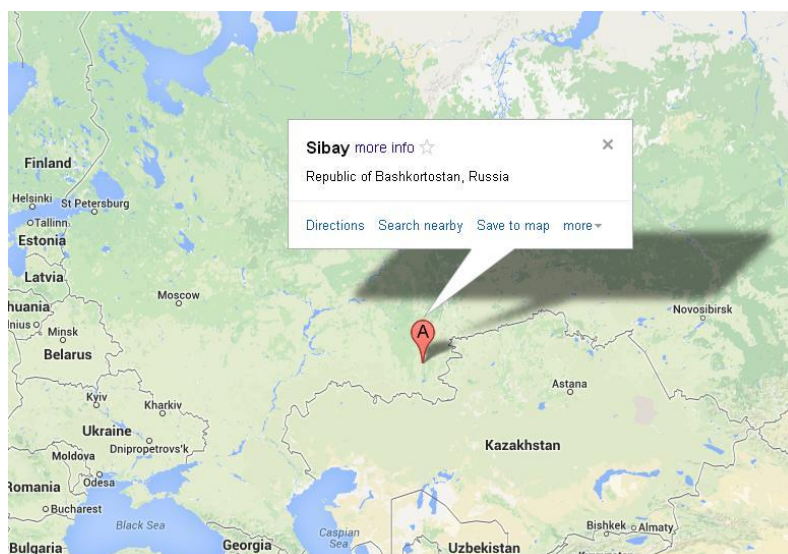 Sibay more info
Republic of Bashkortostan, Russia
Directions Search nearby Save to map more
Finland
Helsinki
St Petersburg
Tallinn
Estonia
Latvia
Moscow
huania
lnius
Minsk
Belarus
Novosibirsk
A
Astana
Kyiv
Kharkiv
Ukraine
Dnipropetrovs'k
Moldova
Kazakhstan
Odesa
Romania
Bucharest
Black Sea
Caspian
Sea
Bishkek
Almaty
Bulgaria
Georgia
Uzbekistan